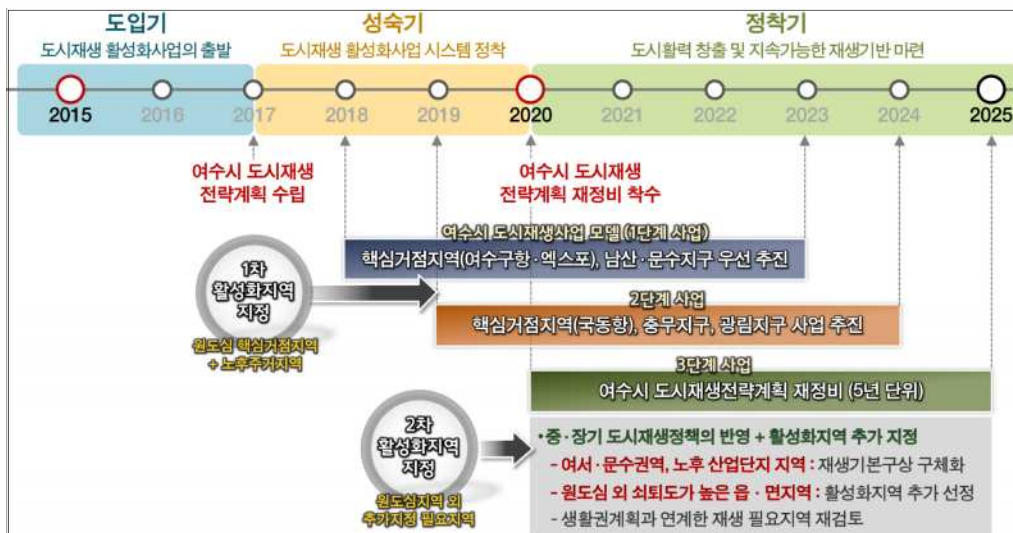 도입기
도시재생 활성화사업의 출발
성숙기
도시재생 활성화사업 시스템 정착
정착기
도시활력 창출 및 지속가능한 재생기반 마련
2015 2016 2017 2018 2019 2020 2021 2022 2023 2024 2025
여수시 도시재생
전략계획 수립
여수시 도시재생
전략계획 재정비 착수
1차
활성화지역
지정
원도심 핵심거점지역
+ 노후주거지역
여수시 도시재생사업 모델 (1단계 사업)
핵심거점지역(여수구항·엑스포), 남산·문수지구 우선 추진
2단계 사업
핵심거점지역(국동항), 충무지구, 광림지구 사업 추진
3단계 사업
여수시 도시재생전략계획 재정비 (5년 단위)
2차
활성화지역
지정
원도심지역 외
추가지정 필요지역
•중·장기 도시재생정책의 반영 + 활성화지역 추가 지정
- 여서·문수권역, 노후 산업단지 지역 : 재생기본구상 구체화
- 원도심 외 쇠퇴도가 높은 읍·면지역 : 활성화지역 추가 선정
- 생활권계획과 연계한 재생 필요지역 재검토